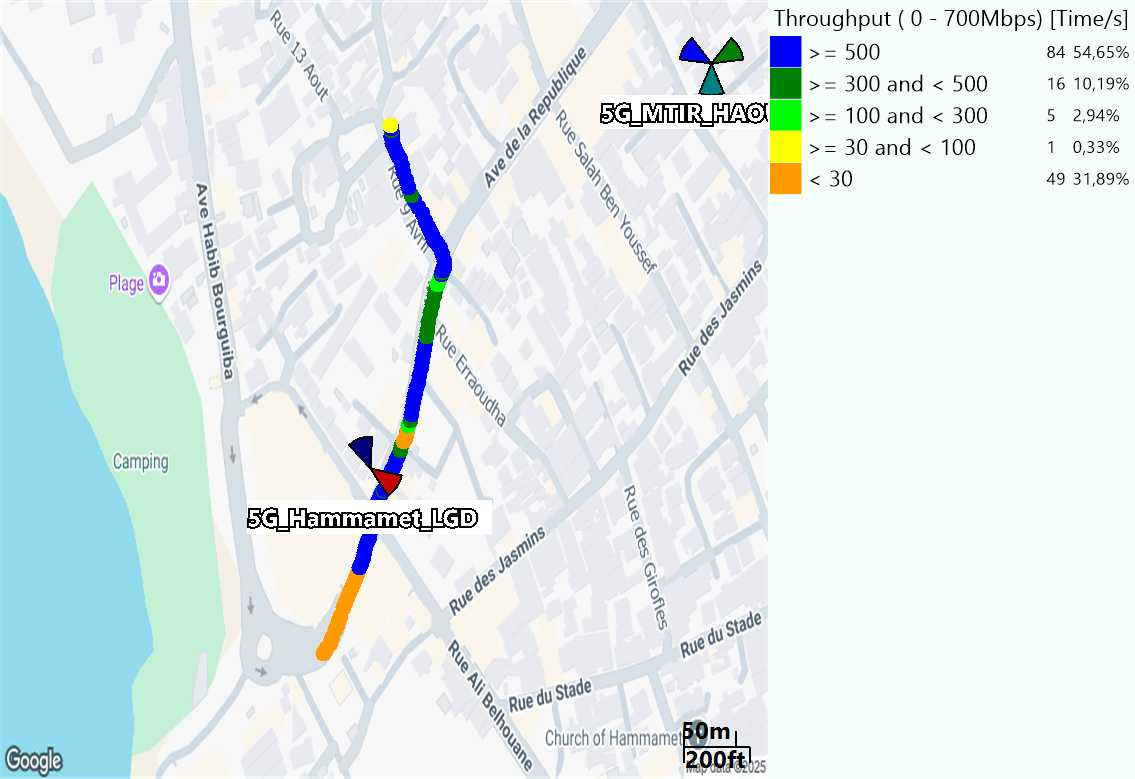 Throughput ( 0 - 700Mbps) [Time/s]
>= 500 84 54,65%
>= 300 and < 500 16 10,19%
>= 100 and < 300 5 2,94%
>= 30 and < 100 1 0,33%
< 30 49 31,89%
Rue 13 Aout
Ave de la Republique
5G_MTIR_HAO
Rue Salah Ben Youssef
Rue 9 Avril
Ave Habib Bourguiba
Plage
Rue des Jasmins
Rue Erraoudha
Camping
5G_Hammamet_LGD
Rue des Jasmins
Rue des Girofles
Rue du Stade
Rue Ali Belhouane
Rue du Stade
Church of Hammamet
50m
200ft
Google
Map data ©2025